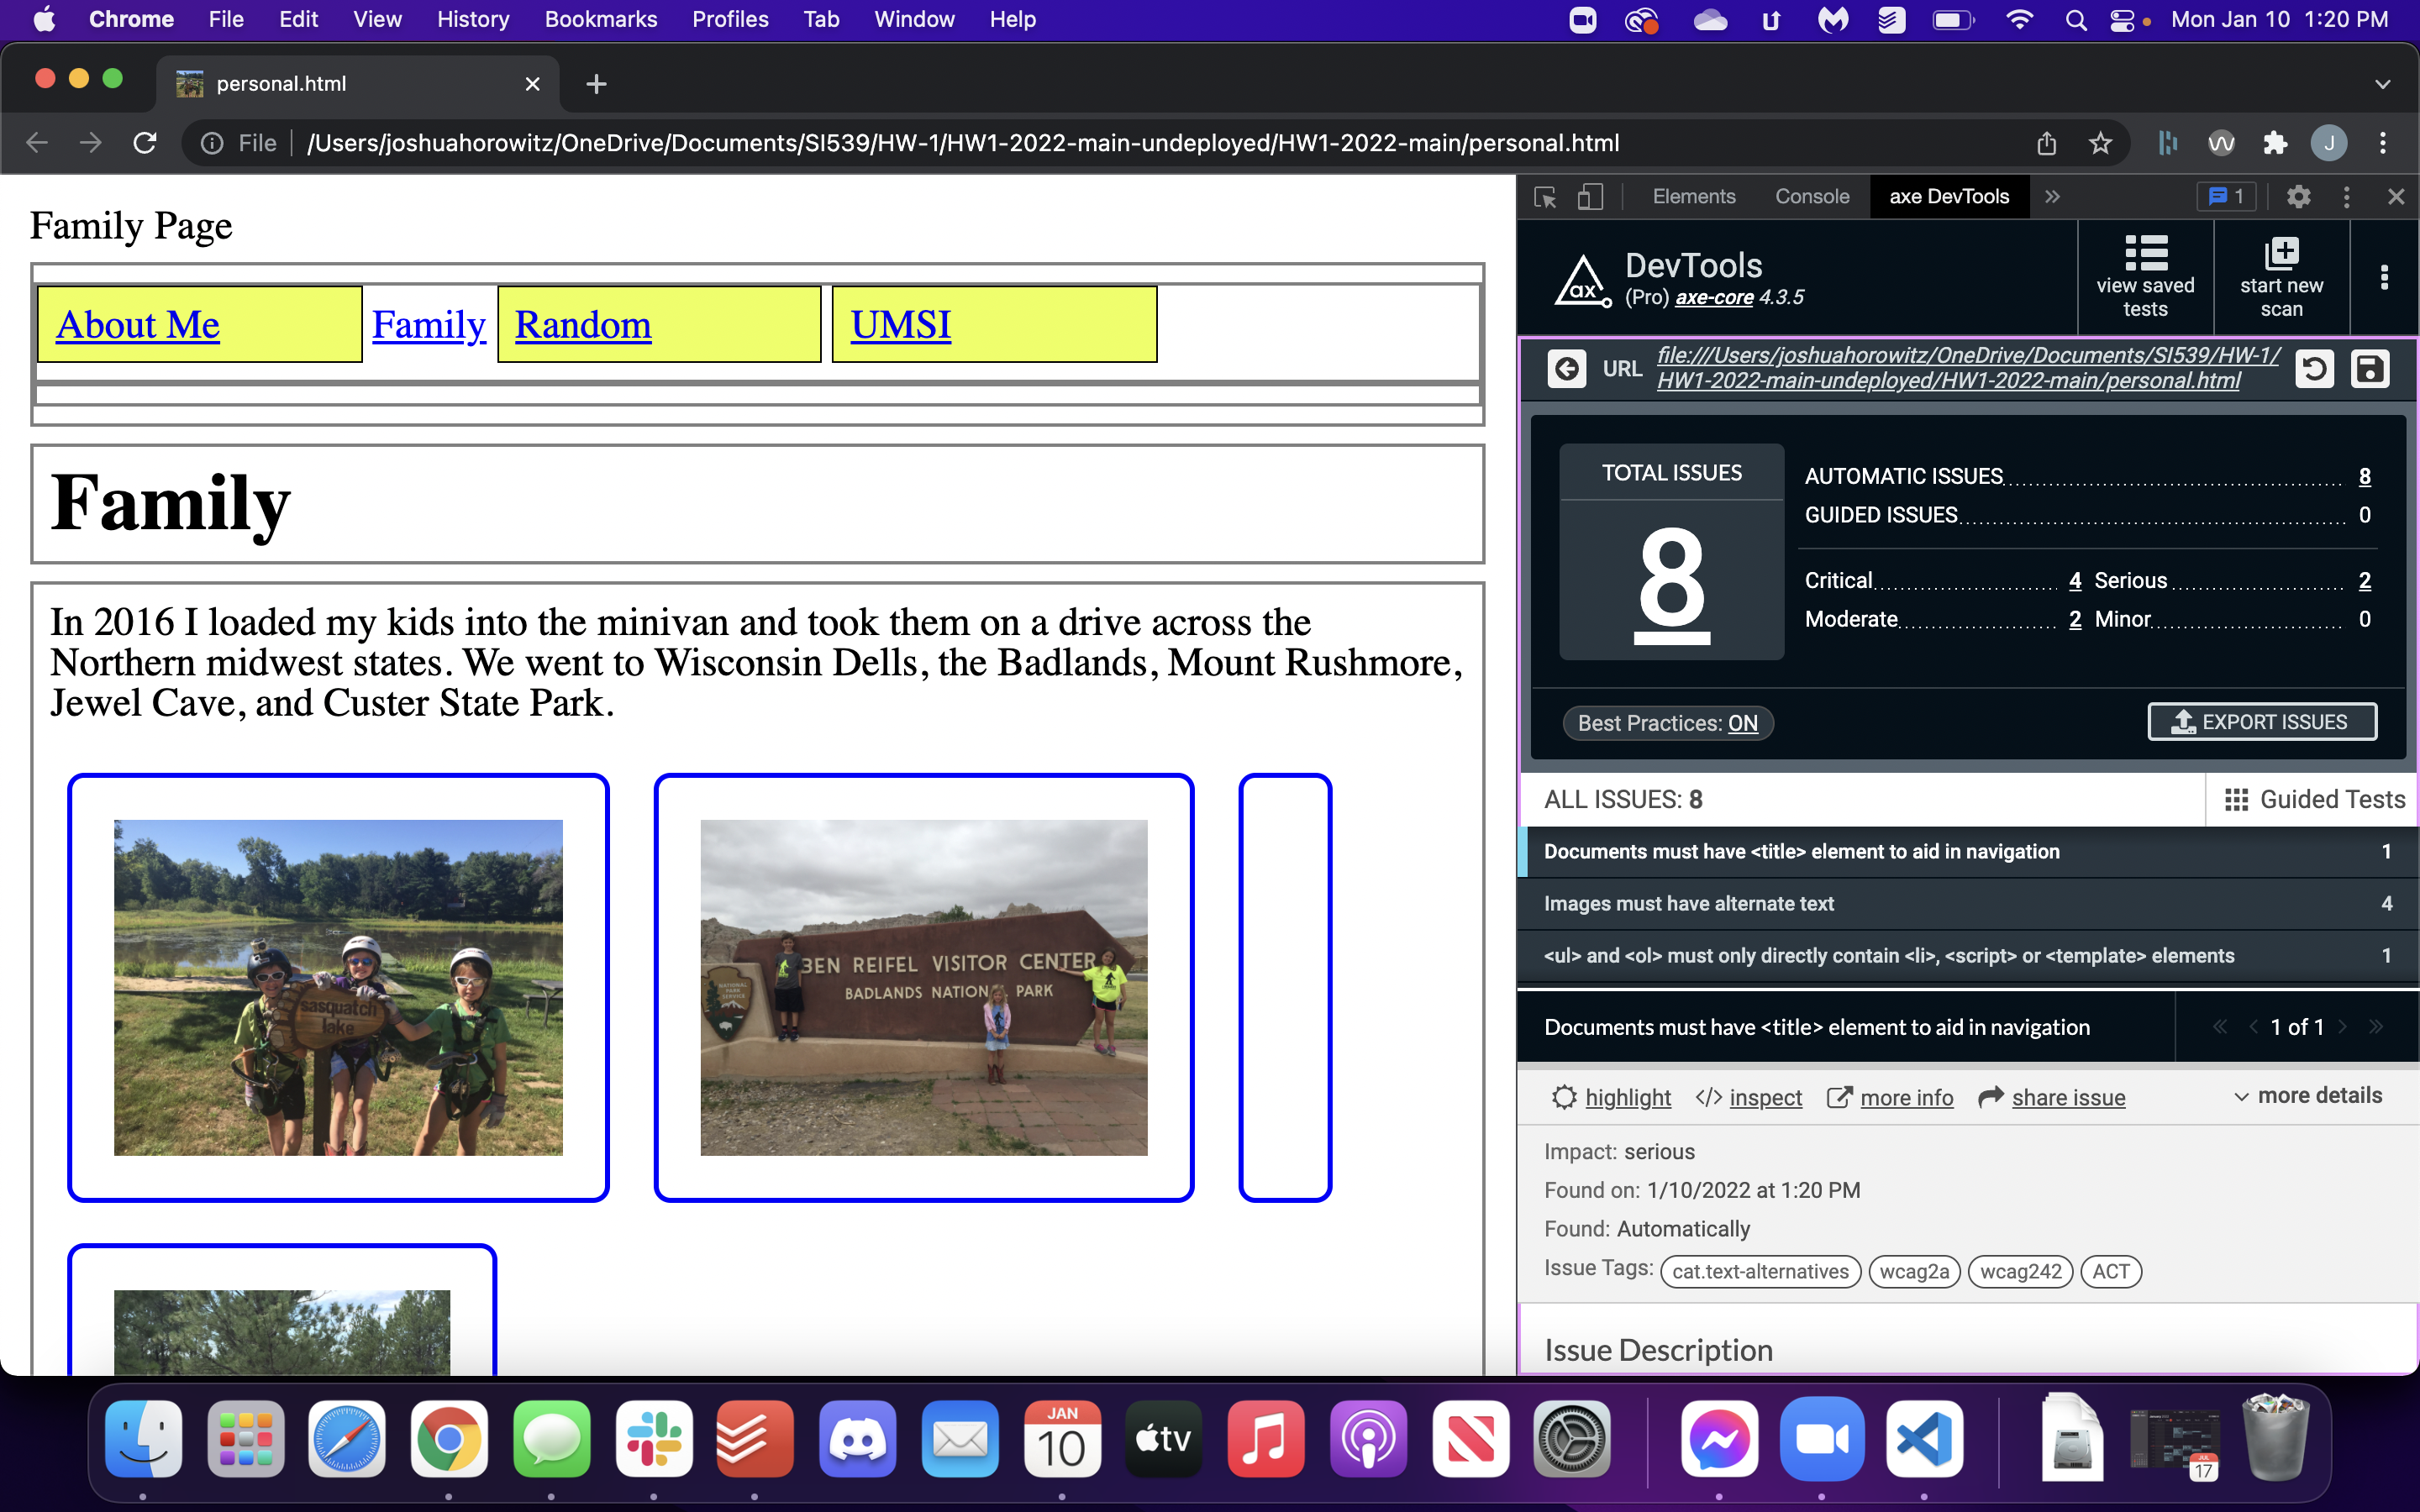 Chrome File Edit View History Bookmarks Profiles Tab Window Help Mon Jan 10 1:20 PM
personal.html
File /Users/joshuahorowitz/OneDrive/Documents/SI539/HW-1/HW1-2022-main-undeployed/HW1-2022-main/personal.html J
Elements Console axe DevTools 1
Family Page
About Me Family Random UMSI
Family
In 2016 I loaded my kids into the minivan and took them on a drive across the
Northern midwest states. We went to Wisconsin Dells, the Badlands, Mount Rushmore,
Jewel Cave, and Custer State Park.
sasquatch
lake
BEN REIFEL VISITOR CENTER
BADLANDS NATIONAL PARK
NATIONAL
PARK
SERVICE
ax
DevTools
(Pro) axe-core 4.3.5
view saved
tests
start new
scan
URL
file:///Users/joshuahorowitz/OneDrive/Documents/SI539/HW-1/
HW1-2022-main-undeployed/HW1-2022-main/personal.html
TOTAL ISSUES
8
AUTOMATIC ISSUES 8
GUIDED ISSUES 0
Critical 4 Serious 2
Moderate 2 Minor 0
Best Practices: ON
EXPORT ISSUES
ALL ISSUES: 8
Guided Tests
Documents must have <title> element to aid in navigation 1
Images must have alternate text 4
<ul> and <ol> must only directly contain <li>, <script> or <template> elements 1
Documents must have <title> element to aid in navigation
1 of 1
highlight </> inspect more info share issue more details
Impact: serious
Found on: 1/10/2022 at 1:20 PM
Found: Automatically
Issue Tags: cat.text-alternatives wcag2a wcag242 ACT
Issue Description
JAN
10
tv
JUL
17